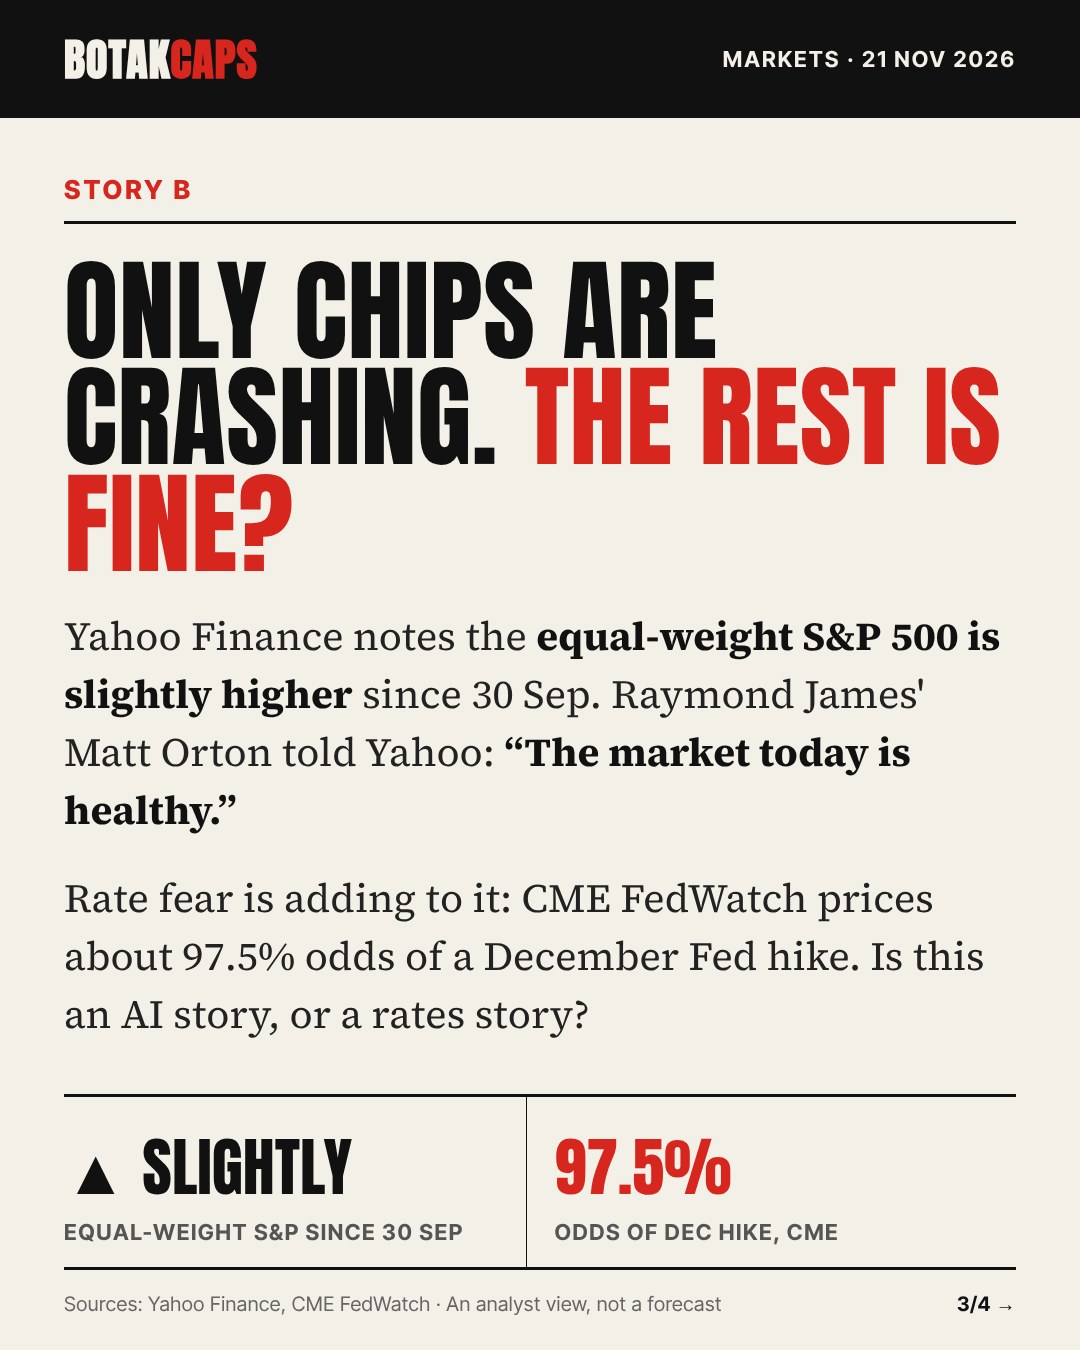 BOTAKCAPS
MARKETS · 21 NOV 2026
STORY B
ONLY CHIPS ARE
CRASHING. THE REST IS
FINE?
Yahoo Finance notes the equal-weight S&P 500 is
slightly higher since 30 Sep. Raymond James'
Matt Orton told Yahoo: “The market today is
healthy.”
Rate fear is adding to it: CME FedWatch prices
about 97.5% odds of a December Fed hike. Is this
an AI story, or a rates story?
▲ SLIGHTLY
EQUAL-WEIGHT S&P SINCE 30 SEP
97.5%
ODDS OF DEC HIKE, CME
Sources: Yahoo Finance, CME FedWatch · An analyst view, not a forecast
3/4 →